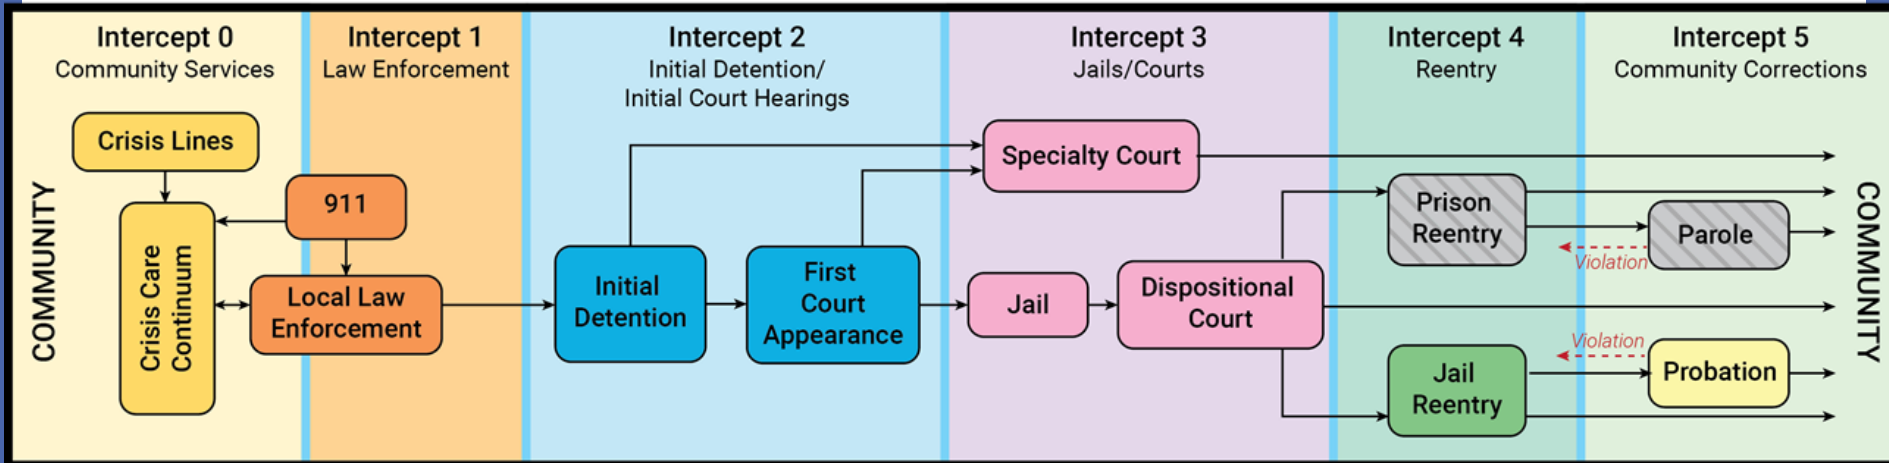 Intercept 0
Community Services
Intercept 1
Law Enforcement
Intercept 2
Initial Detention/
Initial Court Hearings
Intercept 3
Jails/Courts
Intercept 4
Reentry
Intercept 5
Community Corrections
COMMUNITY
Crisis Lines
Crisis Care
Continuum
911
Local Law
Enforcement
Initial
Detention
First
Court
Appearance
Specialty Court
Jail
Dispositional
Court
Prison
Reentry
Parole
Violation
Jail
Reentry
Violation
Probation
COMMUNITY